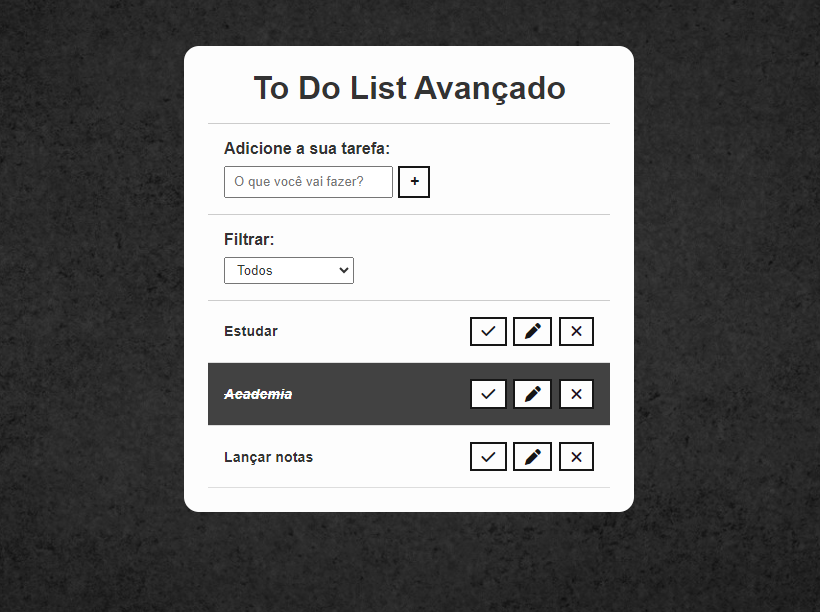 To Do List Avançado
Adicione a sua tarefa:
O que você vai fazer? +
Filtrar:
Todos
Estudar
Academia
Lançar notas